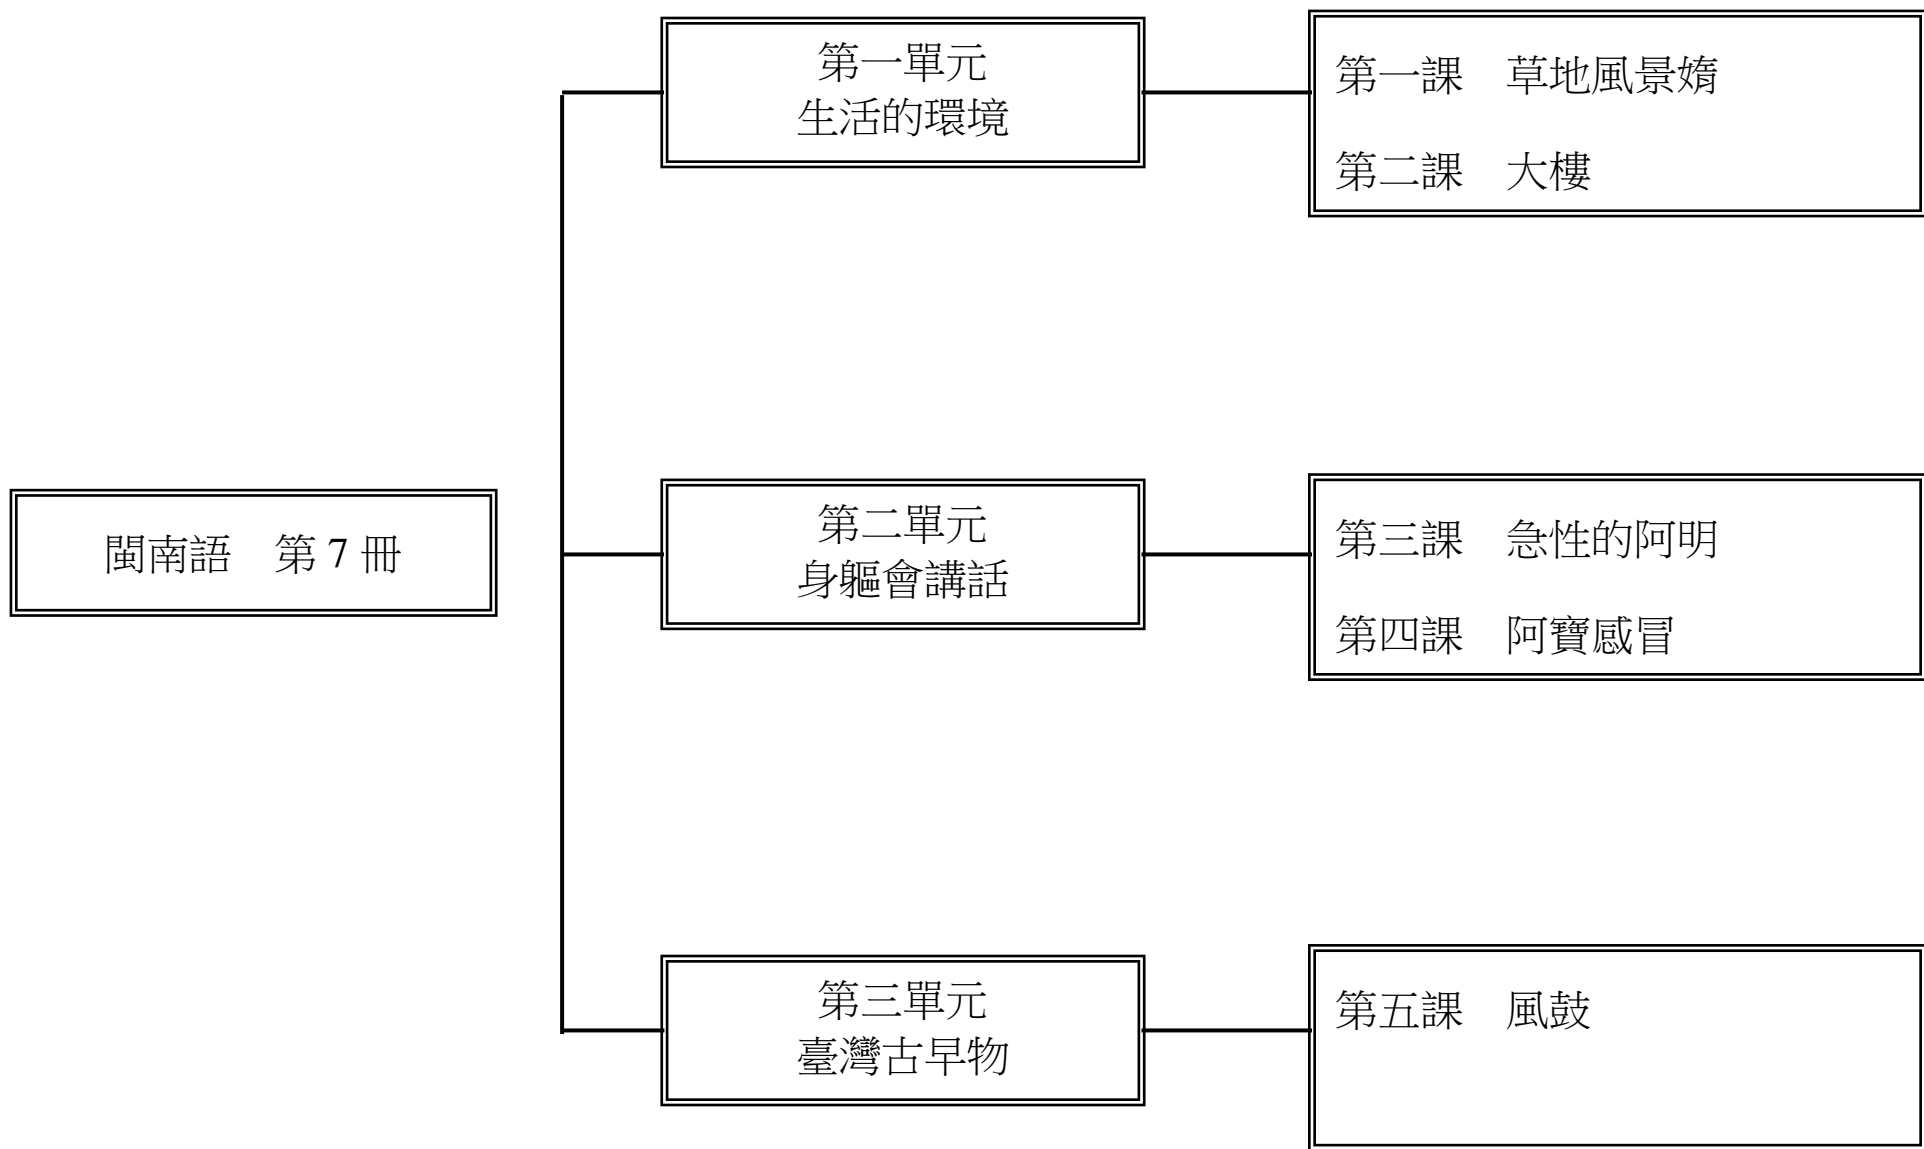 閩南語　第 7 冊
第一單元
生活的環境
第一課　草地風景媠
第二課　大樓
第二單元
身軀會講話
第三課　急性的阿明
第四課　阿寶感冒
第三單元
臺灣古早物
第五課　風鼓